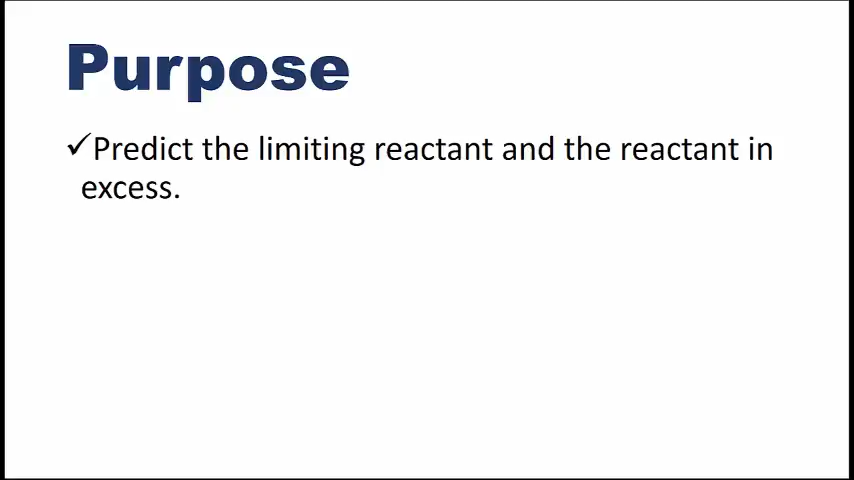 Purpose
✓Predict the limiting reactant and the reactant in
excess.